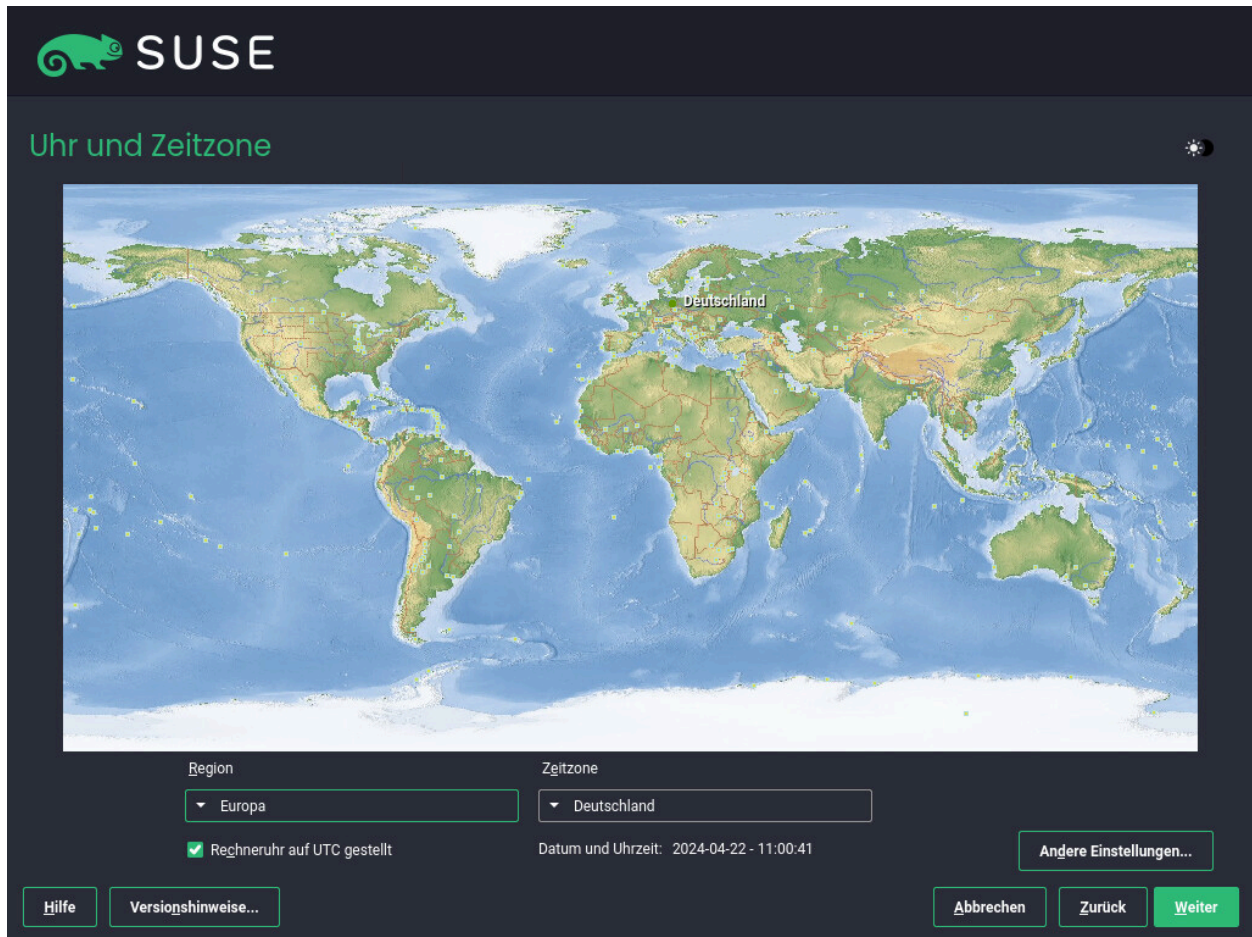 SUSE
Uhr und Zeitzone
Deutschland
Region
Zeitzone
Europa
Deutschland
Rechneruhr auf UTC gestellt
Datum und Uhrzeit: 2024-04-22 - 11:00:41
Andere Einstellungen...
Hilfe
Versionshinweise...
Abbrechen
Zurück
Weiter